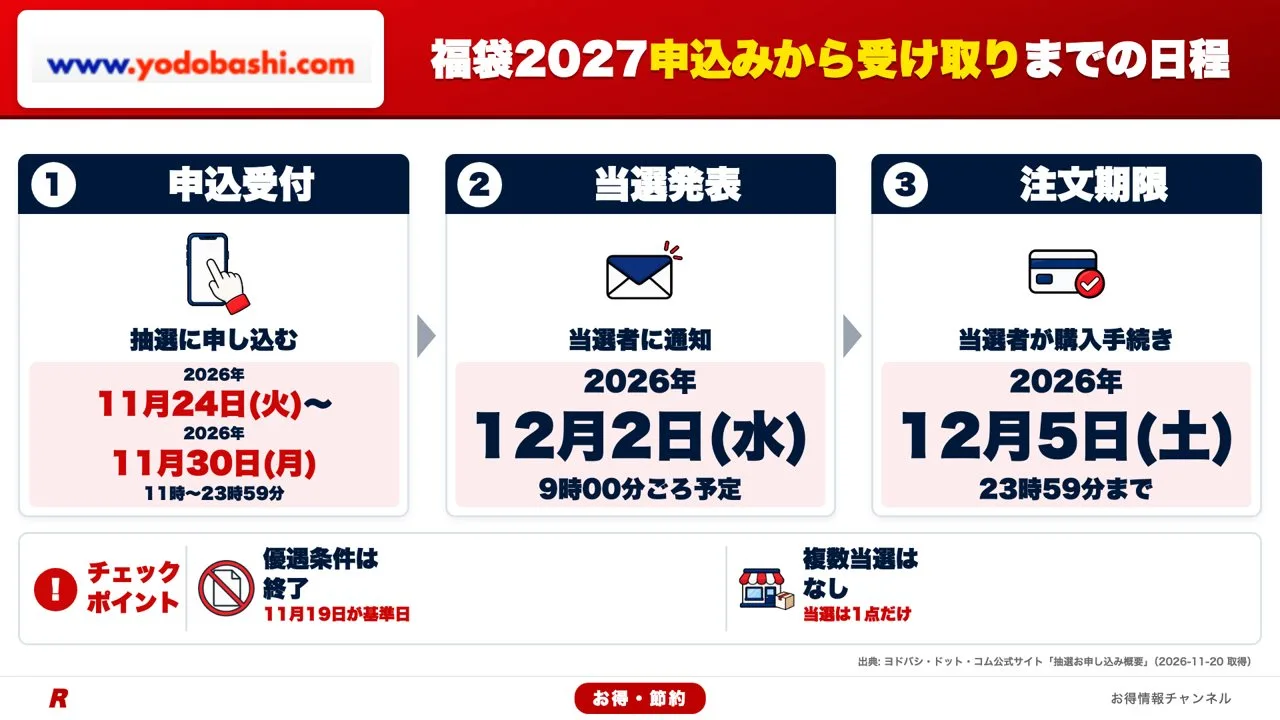 www.yodobashi.com
福袋2027申込みから受け取りまでの日程
1 申込受付
抽選に申し込む
2026年
11月24日(火)〜
2026年
11月30日(月)
11時〜23時59分
2 当選発表
当選者に通知
2026年
12月2日(水)
9時00分ごろ予定
3 注文期限
当選者が購入手続き
2026年
12月5日(土)
23時59分まで
!
チェック
ポイント
優遇条件は
終了
11月19日が基準日
複数当選は
なし
当選は1点だけ
出典: ヨドバシ・ドット・コム公式サイト「抽選お申し込み概要」（2026-11-20 取得）
R
お得・節約
お得情報チャンネル